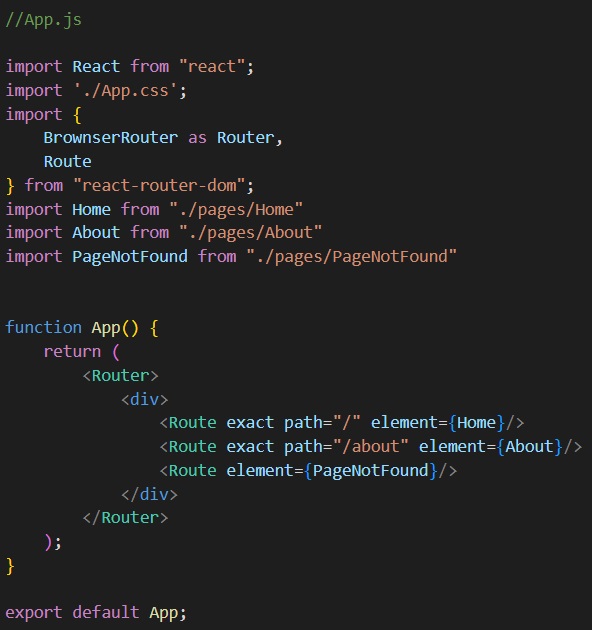 //App.js
import React from "react";
import './App.css';
import {
    BrownserRouter as Router,
    Route
} from "react-router-dom";
import Home from "./pages/Home"
import About from "./pages/About"
import PageNotFound from "./pages/PageNotFound"
function App() {
    return (
        <Router>
            <div>
                <Route exact path="/" element={Home}/>
                <Route exact path="/about" element={About}/>
                <Route element={PageNotFound}/>
            </div>
        </Router>
    );
}
export default App;